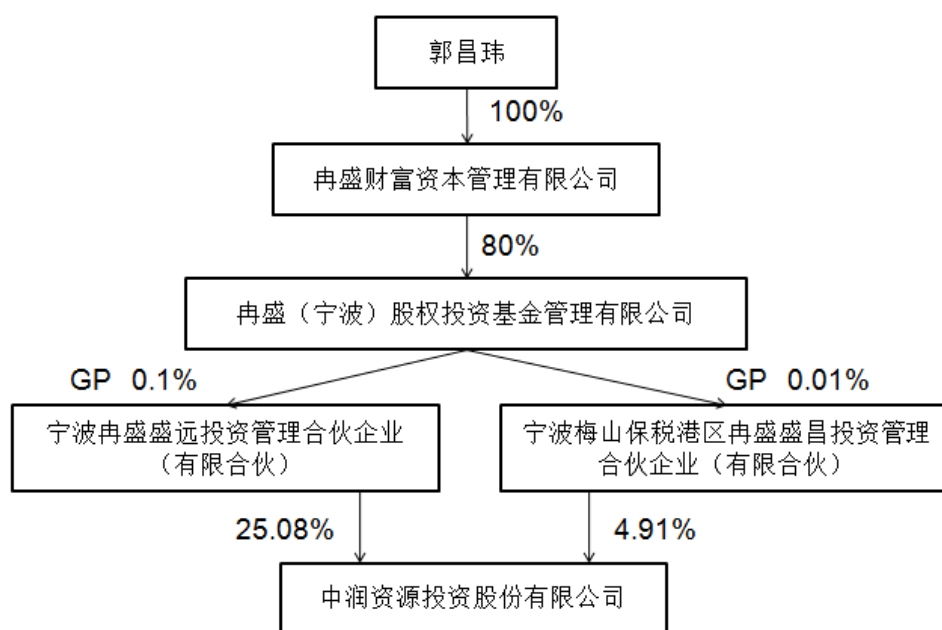 郭昌玮
100%
冉盛财富资本管理有限公司
80%
冉盛（宁波）股权投资基金管理有限公司
GP 0.1%
GP 0.01%
宁波冉盛盛远投资管理合伙企业
（有限合伙）
宁波梅山保税港区冉盛盛昌投资管理
合伙企业（有限合伙）
25.08%
4.91%
中润资源投资股份有限公司